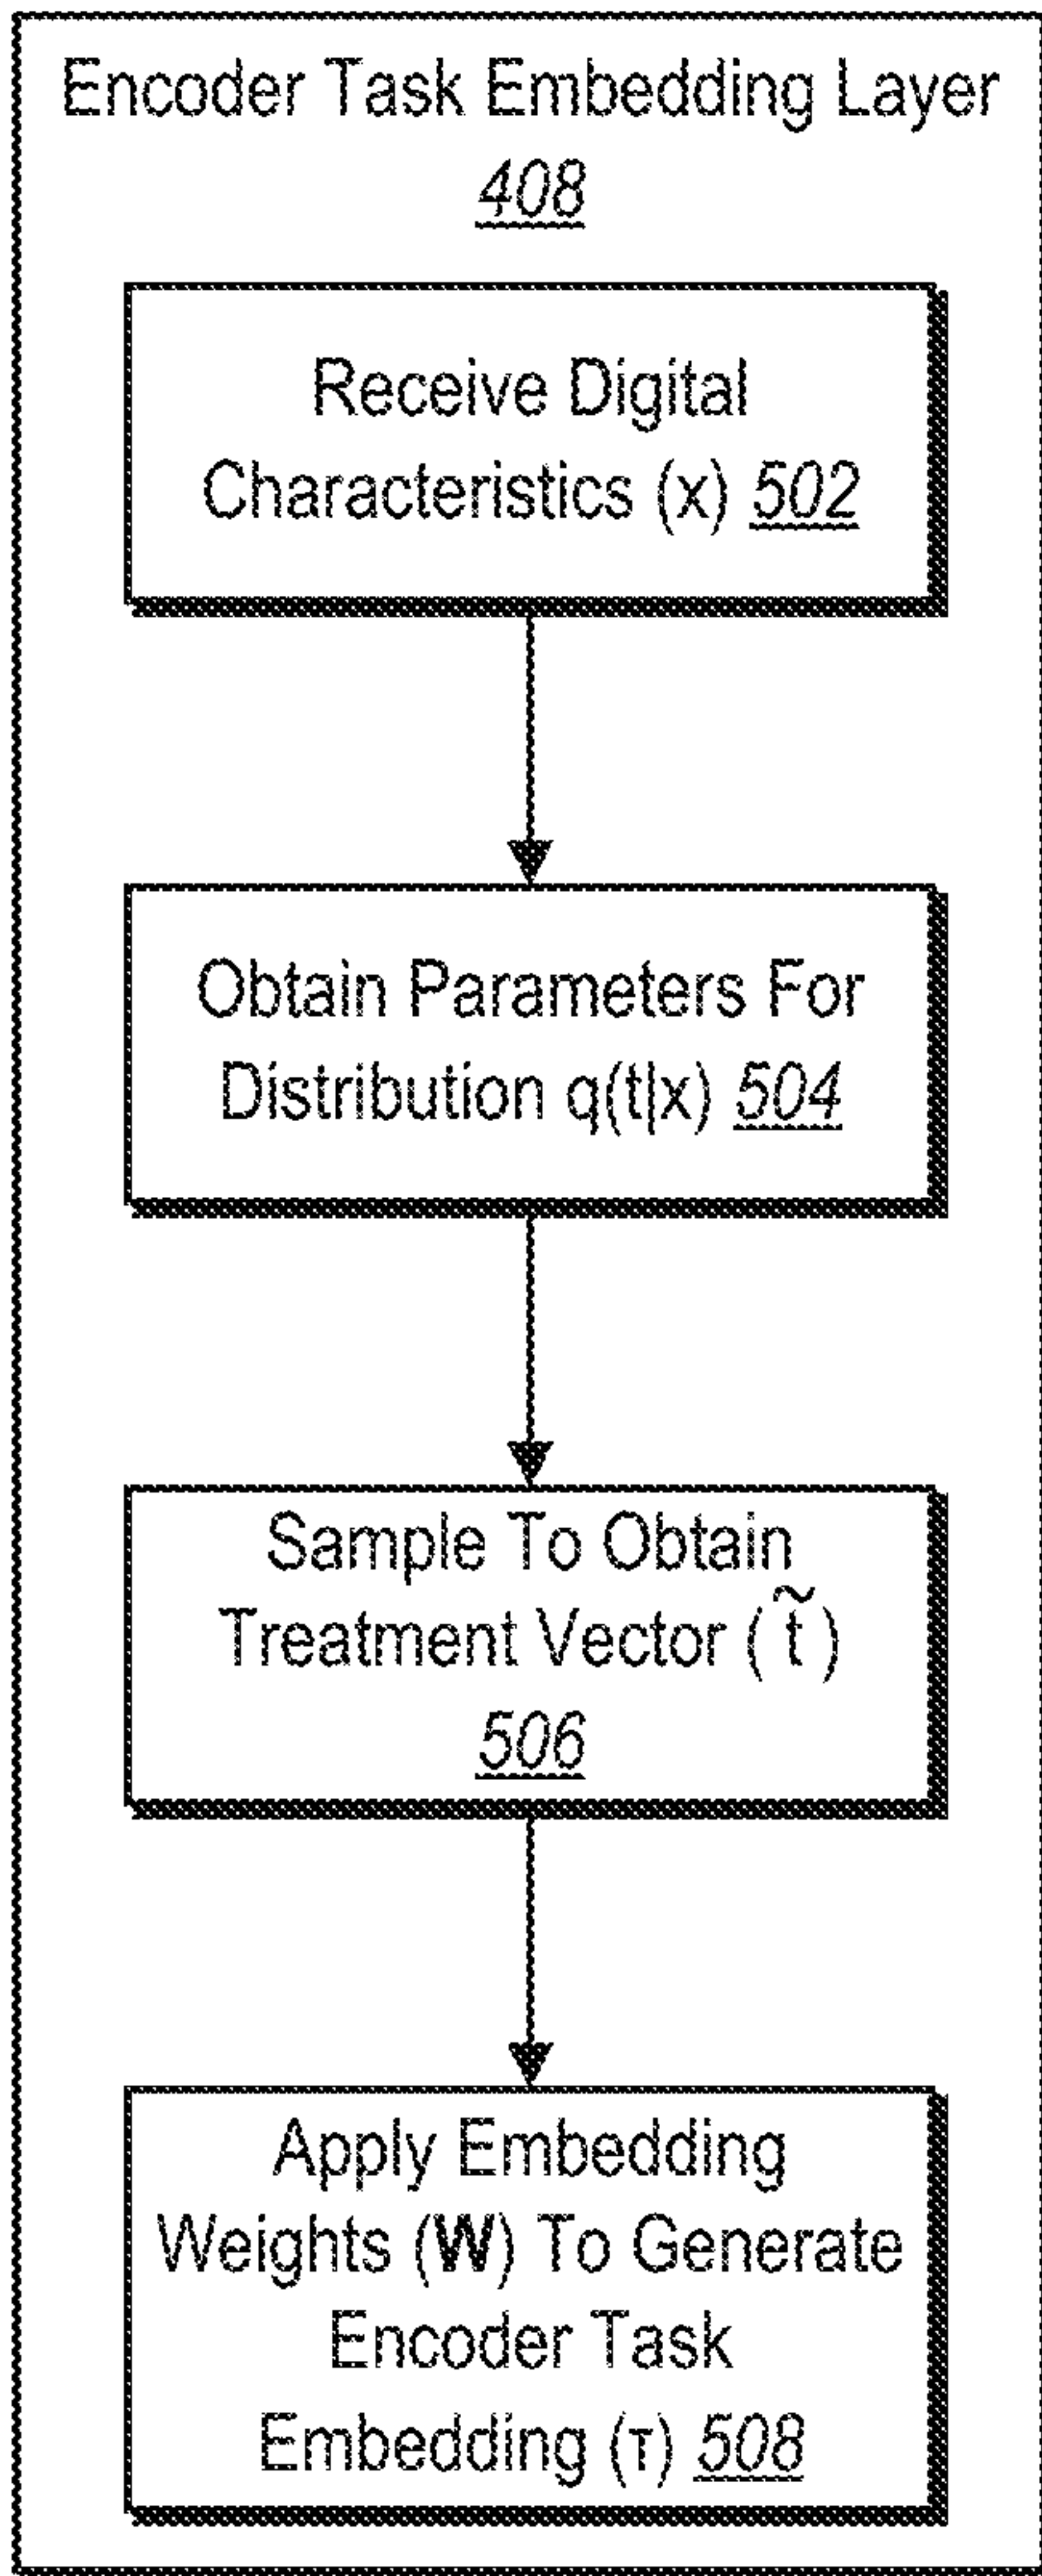 Encoder Task Embedding Layer
408
Receive Digital
Characteristics (x) 502
Obtain Parameters For
Distribution q(t|x) 504
Sample To Obtain
Treatment Vector (t̃)
506
Apply Embedding
Weights (W) To Generate
Encoder Task
Embedding (τ) 508